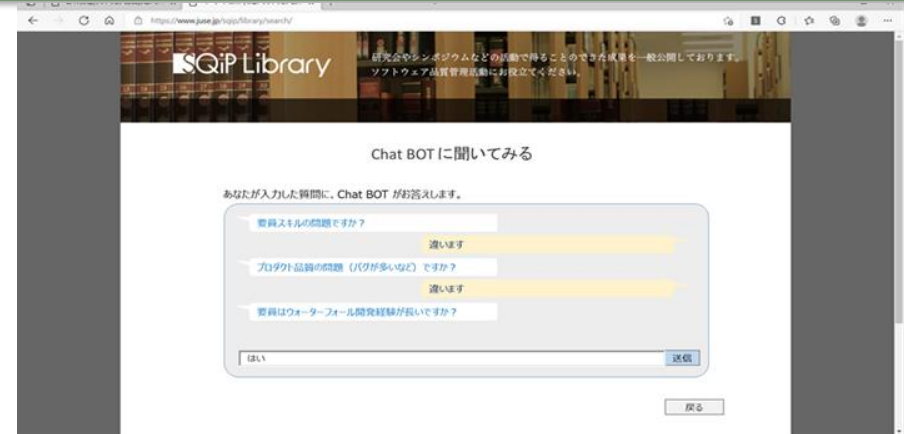 https://www.juse.jp/sqip/library/search/
SQiP Library
研究会やシンポジウムなどの活動で得ることのできた成果を一般公開しております。
ソフトウェア品質管理活動にお役立てください。
Chat BOT に聞いてみる
あなたが入力した質問に、Chat BOT がお答えします。
要員スキルの問題ですか？
違います
プロダクト品質の問題（バグが多いなど）ですか？
違います
要員はウォーターフォール開発経験が長いですか？
はい
送信
戻る